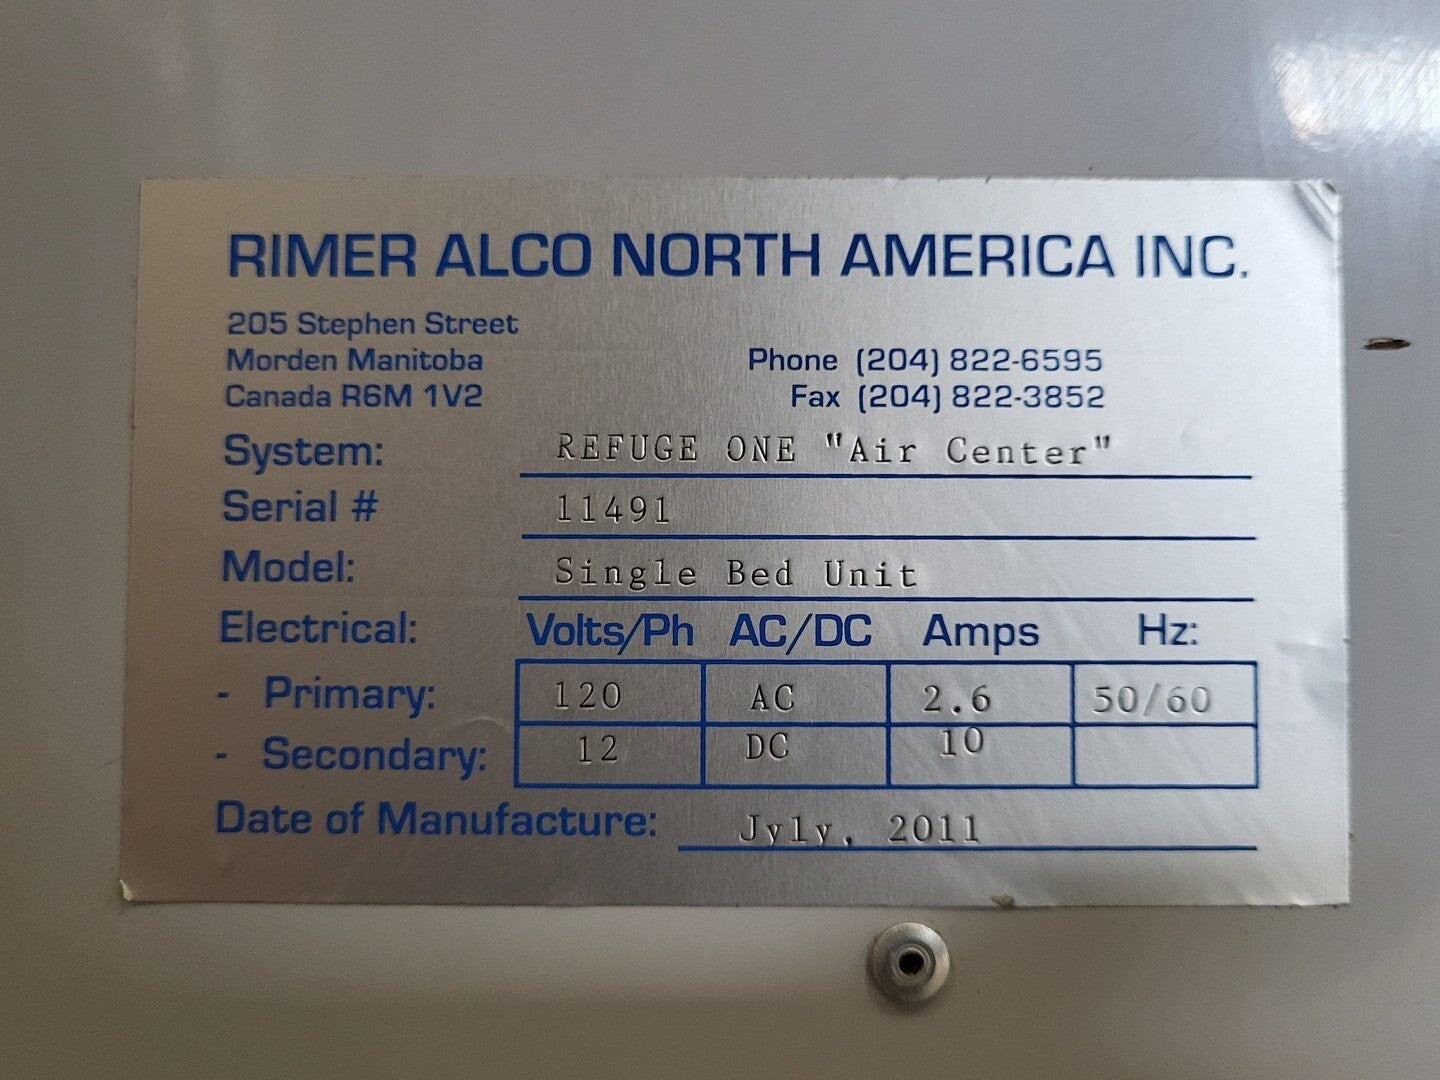 RIMER ALCO NORTH AMERICA INC.
205 Stephen Street
Morden Manitoba Phone (204) 822-6595
Canada R6M 1V2 Fax (204) 822-3852
System: REFUGE ONE "Air Center"
Serial # 11491
Model: Single Bed Unit
Electrical: Volts/Ph AC/DC Amps Hz:
- Primary: 120 AC 2.6 50/60
- Secondary: 12 DC 10
Date of Manufacture: Jyly, 2011